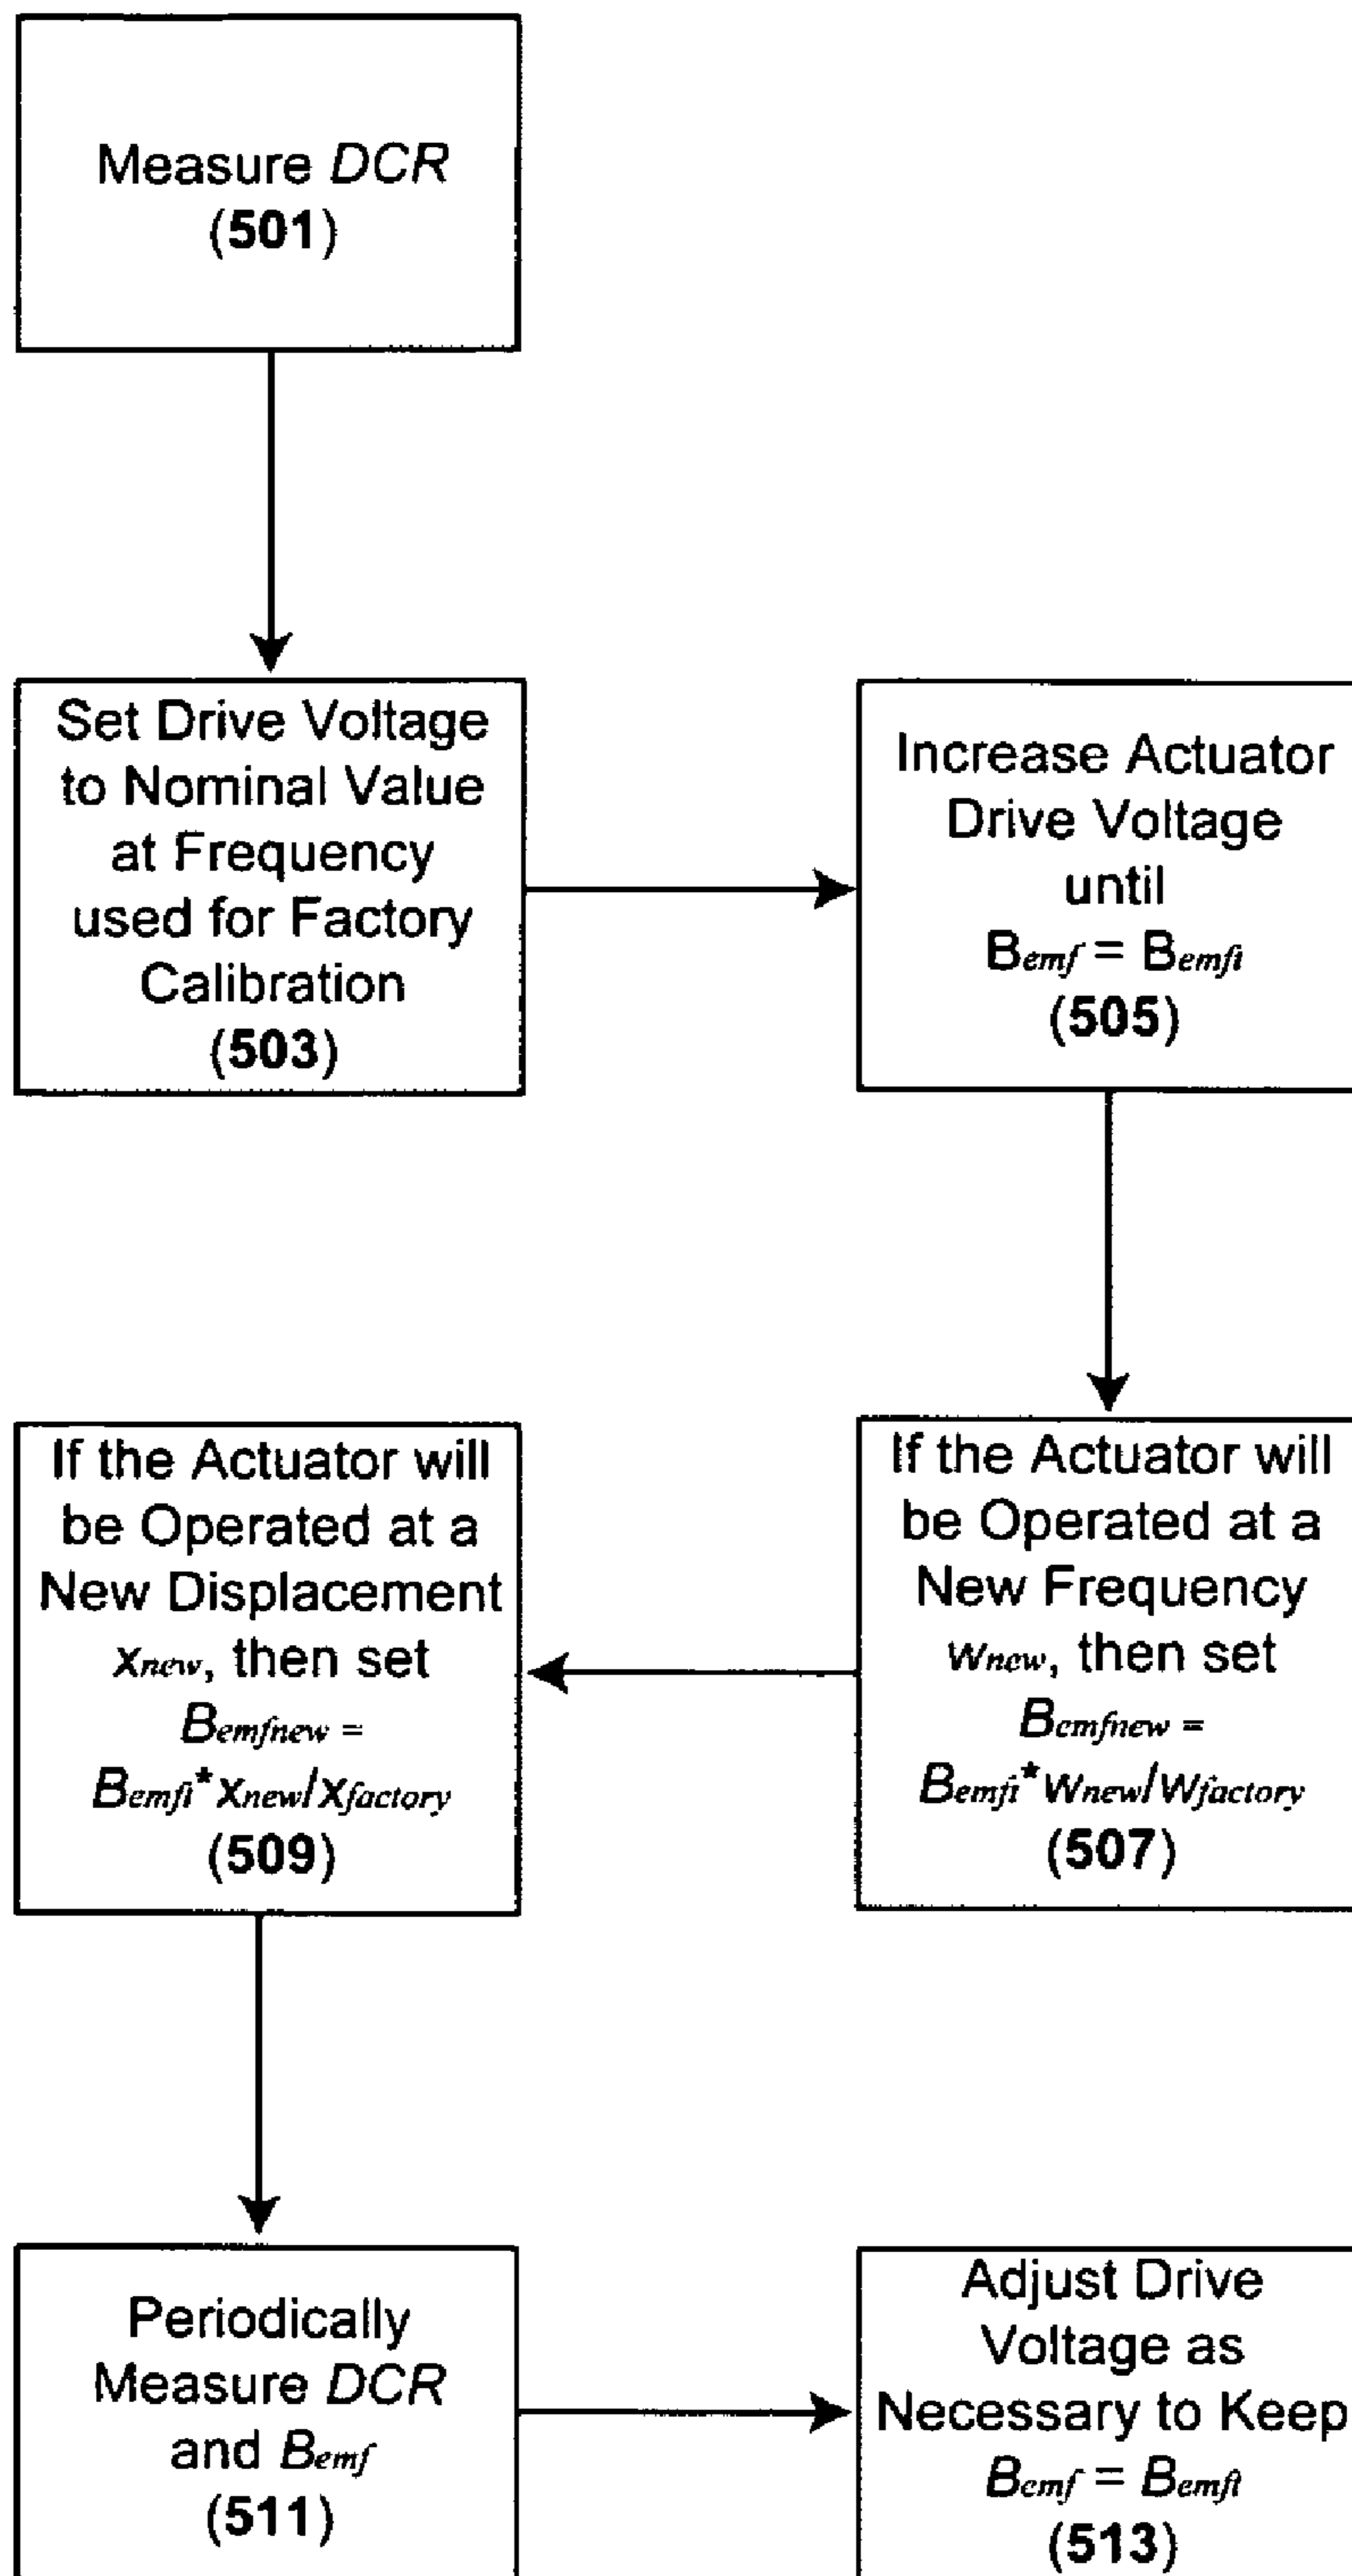 Measure DCR
(501)
Set Drive Voltage
to Nominal Value
at Frequency
used for Factory
Calibration
(503)
Increase Actuator
Drive Voltage
until
Bemf = Bemfi
(505)
If the Actuator will
be Operated at a
New Frequency
wnew, then set
Bemfnew =
Bemfi*wnew/wfactory
(507)
If the Actuator will
be Operated at a
New Displacement
xnew, then set
Bemfnew =
Bemfi*xnew/xfactory
(509)
Periodically
Measure DCR
and Bemf
(511)
Adjust Drive
Voltage as
Necessary to Keep
Bemf = Bemfi
(513)